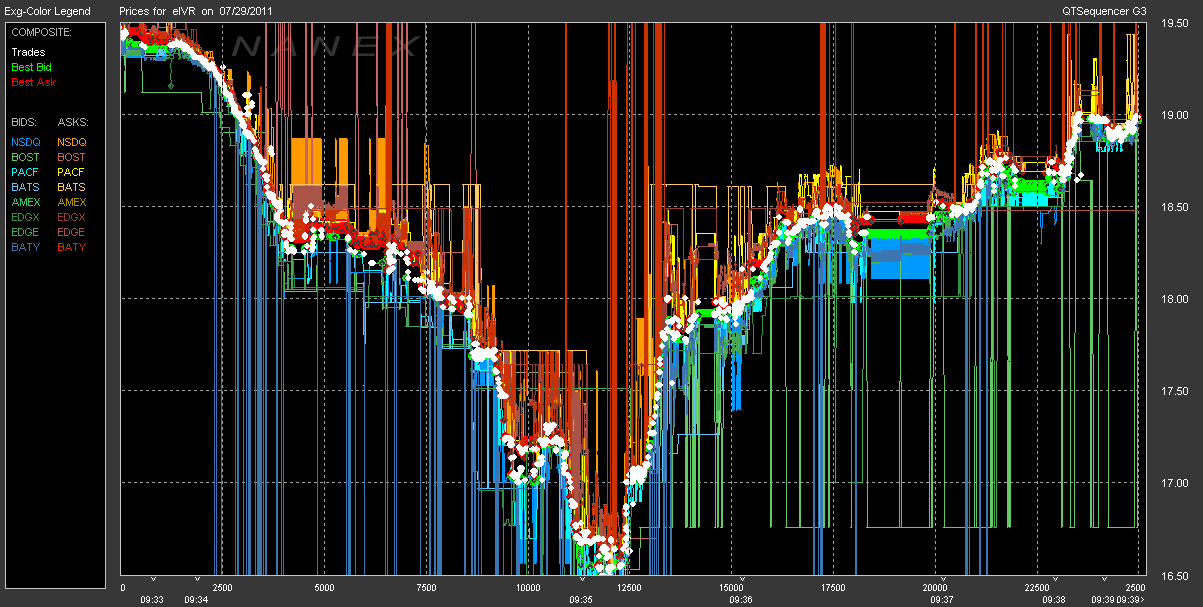 Exg-Color Legend Prices for eIVR on 07/29/2011 QTSequencer G3
COMPOSITE:
Trades
Best Bid
Best Ask
BIDS: ASKS:
NSDQ NSDQ
BOST BOST
PACF PACF
BATS BATS
AMEX AMEX
EDGX EDGX
EDGE EDGE
BATY BATY
NANEX
19.50
19.00
18.50
18.00
17.50
17.00
16.50
0 2500 5000 7500 10000 12500 15000 17500 20000 22500 2500
09:33 09:34 09:35 09:36 09:37 09:38 09:39 09:39>